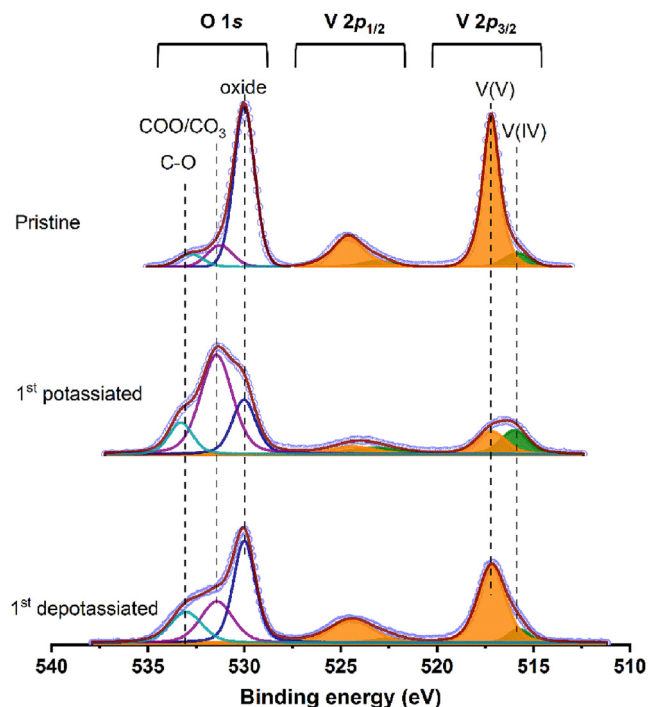 O 1s V 2p1/2 V 2p3/2
oxide
V(V)
COO/CO3
V(IV)
C-O
Pristine
1st potassiated
1st depotassiated
540 535 530 525 520 515 510
Binding energy (eV)